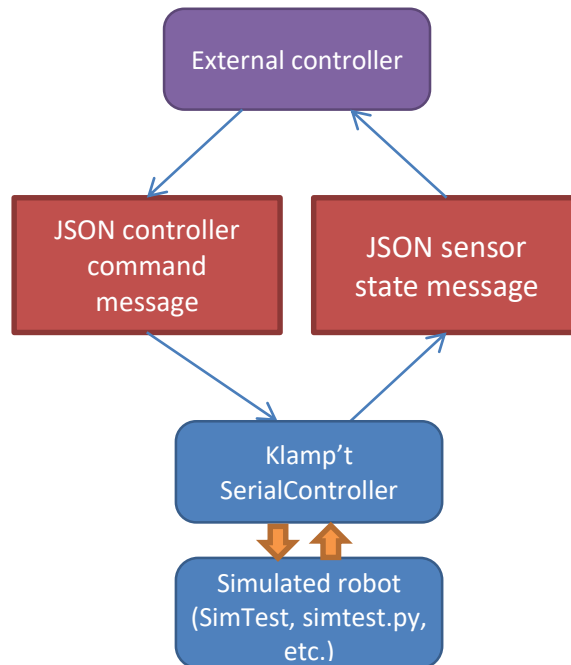 External controller
JSON controller
command
message
JSON sensor
state message
Klamp’t
SerialController
Simulated robot
(SimTest, simtest.py,
etc.)